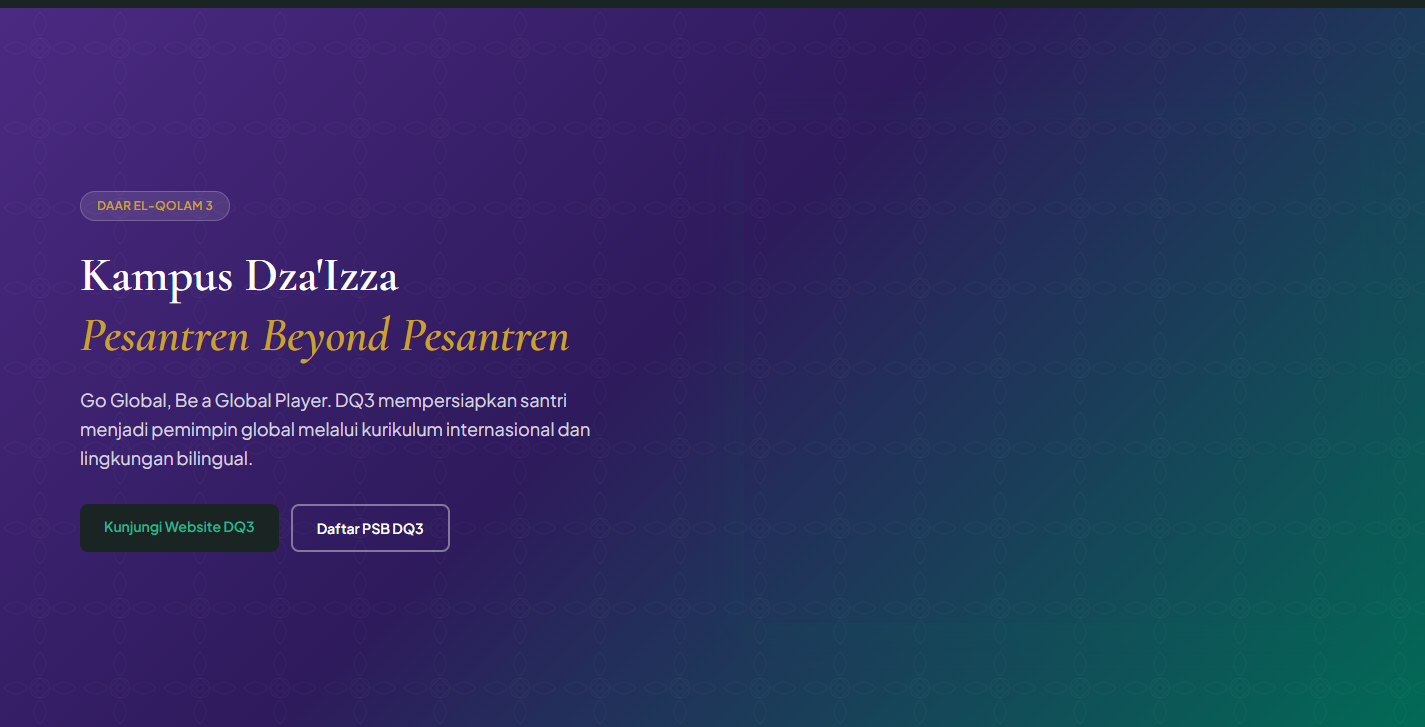 DAAR EL-QOLAM 3
Kampus Dza'Izza
Pesantren Beyond Pesantren
Go Global, Be a Global Player. DQ3 mempersiapkan santri
menjadi pemimpin global melalui kurikulum internasional dan
lingkungan bilingual.
Kunjungi Website DQ3
Daftar PSB DQ3